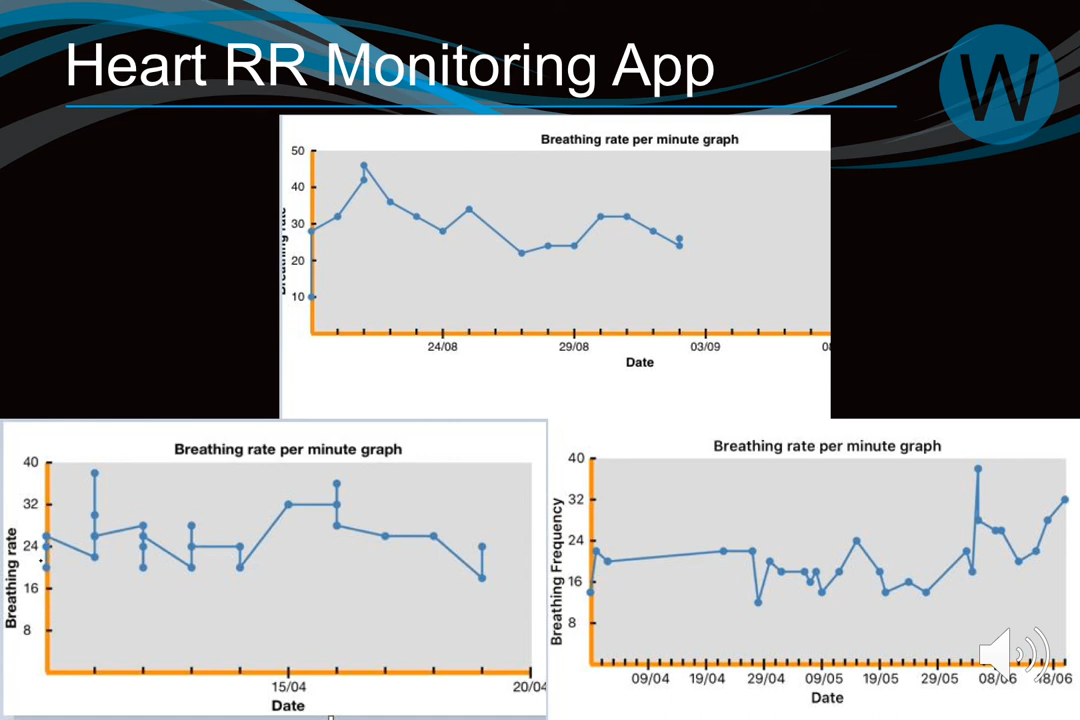 Heart RR Monitoring App
W
Breathing rate per minute graph
50
40
30
20
10
Breathing rate
24/08
29/08
03/09
Date
Breathing rate per minute graph
40
32
24
16
8
Breathing rate
15/04
20/04
Date
Breathing rate per minute graph
40
32
24
16
8
Breathing Frequency
09/04
19/04
29/04
09/05
19/05
29/05
08/06
18/06
Date